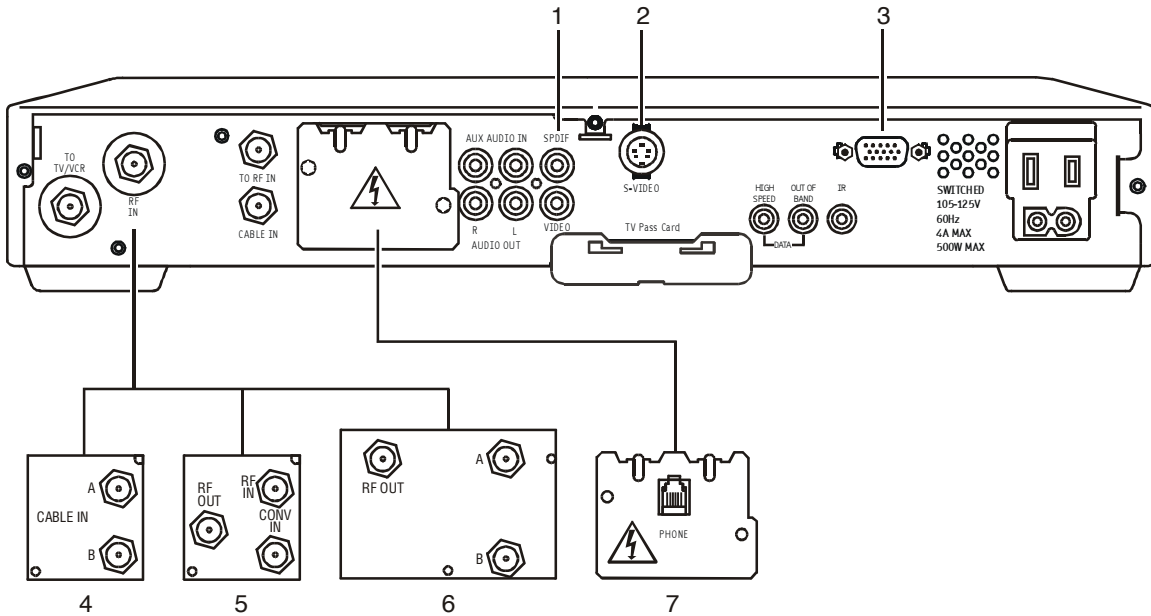 1
2
3
TO
TV/VCR
RF
IN
TO RF IN
CABLE IN
AUX AUDIO IN
SPDIF
R
L
VIDEO
AUDIO OUT
S-VIDEO
TV Pass Card
HIGH
SPEED
OUT OF
BAND
IR
DATA
SWITCHED
105-125V
60Hz
4A MAX
500W MAX
A
CABLE IN
B
RF
OUT
RF
IN
CONV
IN
RF OUT
A
B
PHONE
4
5
6
7